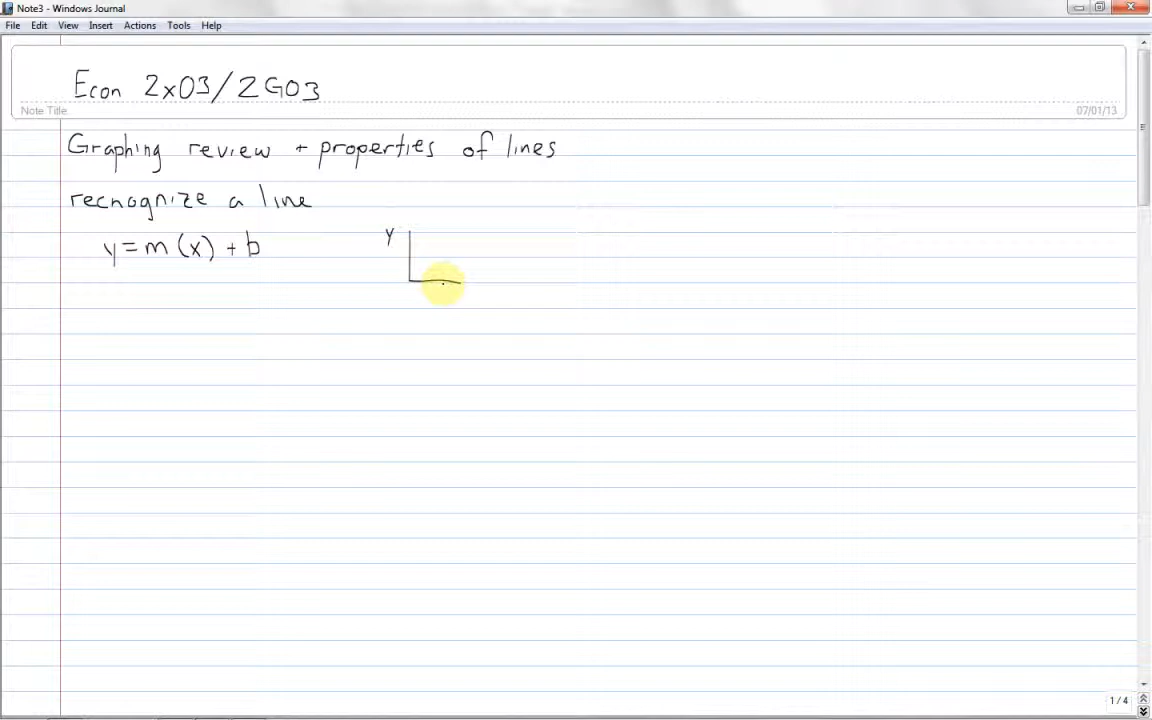 Note3 - Windows Journal
File Edit View Insert Actions Tools Help
Econ 2x03/2G03
Note Title
07/01/13
Graphing review + properties of lines
recnognize a line
y = m (x) + b
Y
1 / 4